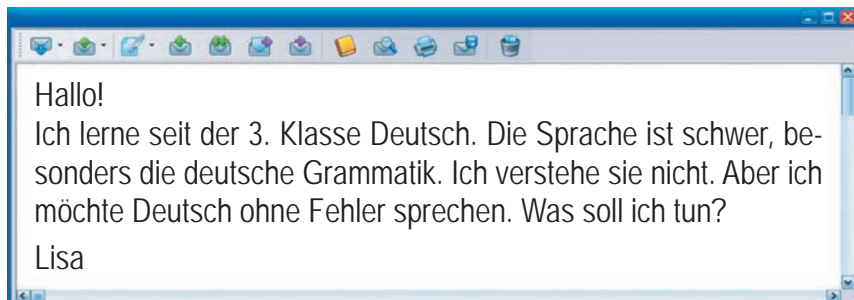 Hallo!
Ich lerne seit der 3. Klasse Deutsch. Die Sprache ist schwer, be-
sonders die deutsche Grammatik. Ich verstehe sie nicht. Aber ich
möchte Deutsch ohne Fehler sprechen. Was soll ich tun?
Lisa